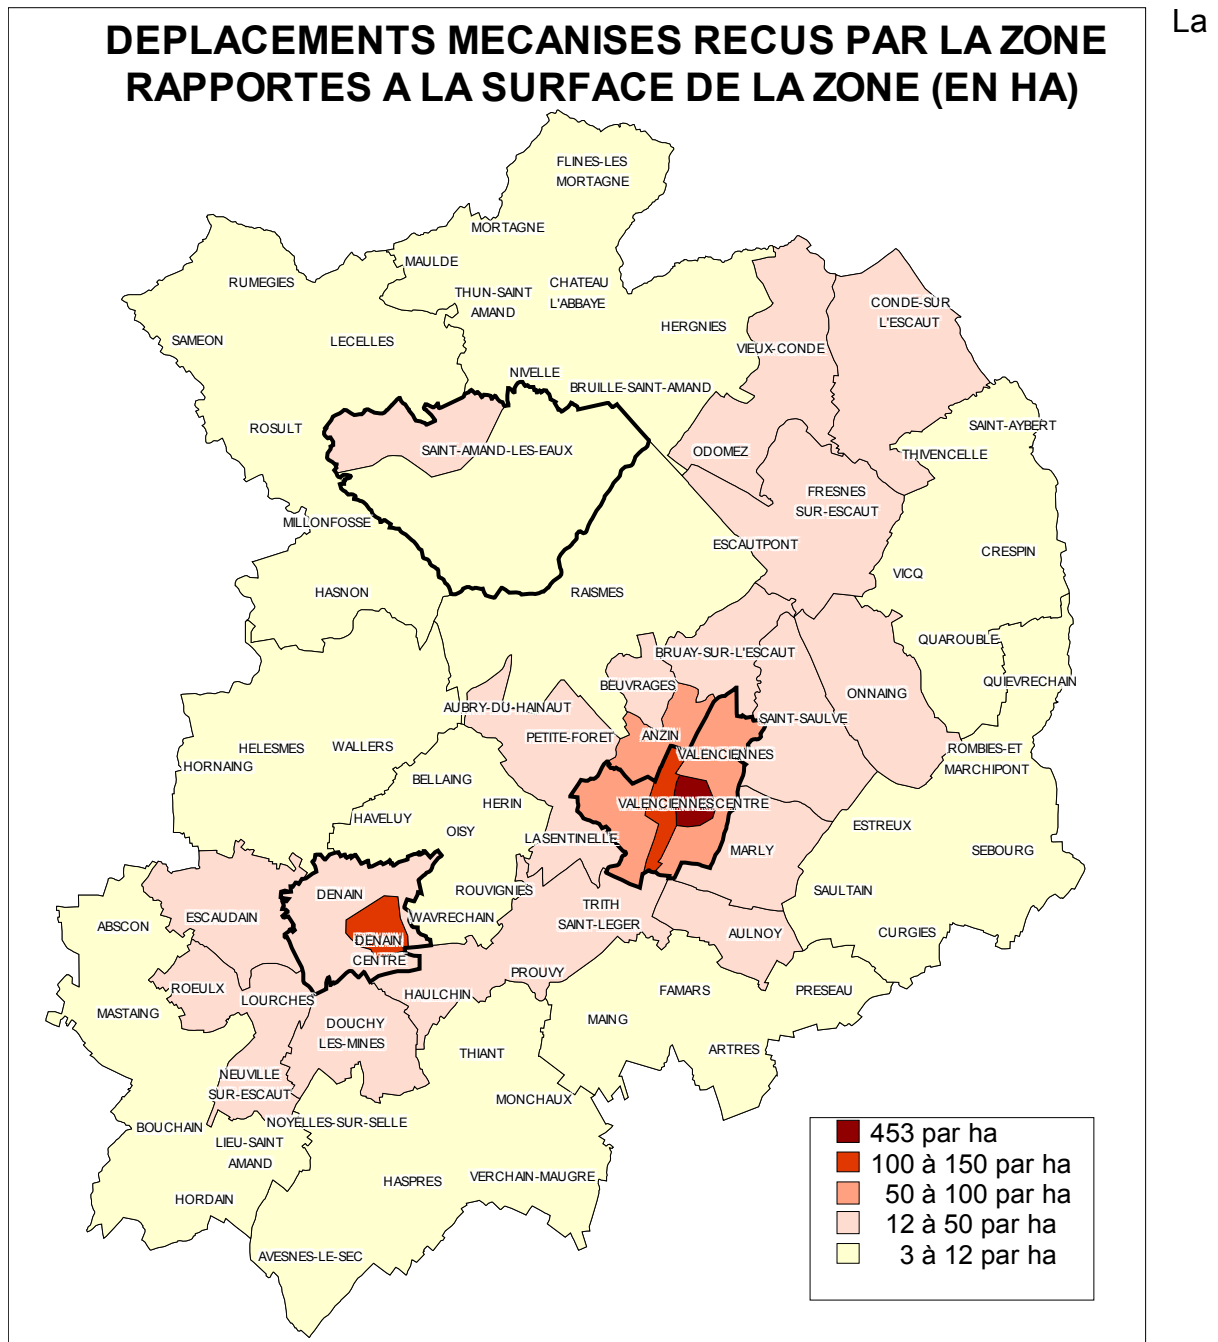 La
DEPLACEMENTS MECANISES RECUS PAR LA ZONE
RAPPORTES A LA SURFACE DE LA ZONE (EN HA)
FLINES-LES
MORTAGNE
MORTAGNE
MAULDE
RUMEGIES
THUN-SAINT
AMAND
CHATEAU
L'ABBAYE
CONDE-SUR
L'ESCAUT
HERGNIES
SAMEON
LECELLES
VIEUX-CONDE
NIVELLE
BRUILLE-SAINT-AMAND
ROSULT
SAINT-AYBERT
SAINT-AMAND-LES-EAUX
ODOMEZ
THIVENCELLE
FRESNES
SUR-ESCAUT
MILLONFOSSE
ESCAUTPONT
CRESPIN
VICQ
HASNON
RAISMES
QUAROUBLE
BRUAY-SUR-L'ESCAUT
QUIEVRECHAIN
BEUVRAGES
ONNAING
AUBRY-DU-HAINAUT
SAINT-SAULVE
PETITE-FORET
ANZIN
HELESMES
WALLERS
VALENCIENNES
ROMBIES-ET
MARCHIPONT
HORNAING
BELLAING
HERIN
VALENCIENNES CENTRE
HAVELUY
OISY
ESTREUX
LA SENTINELLE
MARLY
SEBOURG
DENAIN
ROUVIGNIES
SAULTAIN
TRITH
SAINT-LEGER
ESCAUDAIN
WAVRECHAIN
ABSCON
AULNOY
CURGIES
DENAIN
CENTRE
PROUVY
ROEULX
LOURCHES
HAULCHIN
FAMARS
PRESEAU
MASTAING
DOUCHY
LES-MINES
MAING
THIANT
ARTRES
NEUVILLE
SUR-ESCAUT
MONCHAUX
NOYELLES-SUR-SELLE
BOUCHAIN
LIEU-SAINT
AMAND
HASPRES
VERCHAIN-MAUGRE
HORDAIN
AVESNES-LE-SEC
453 par ha
100 à 150 par ha
50 à 100 par ha
12 à 50 par ha
3 à 12 par ha